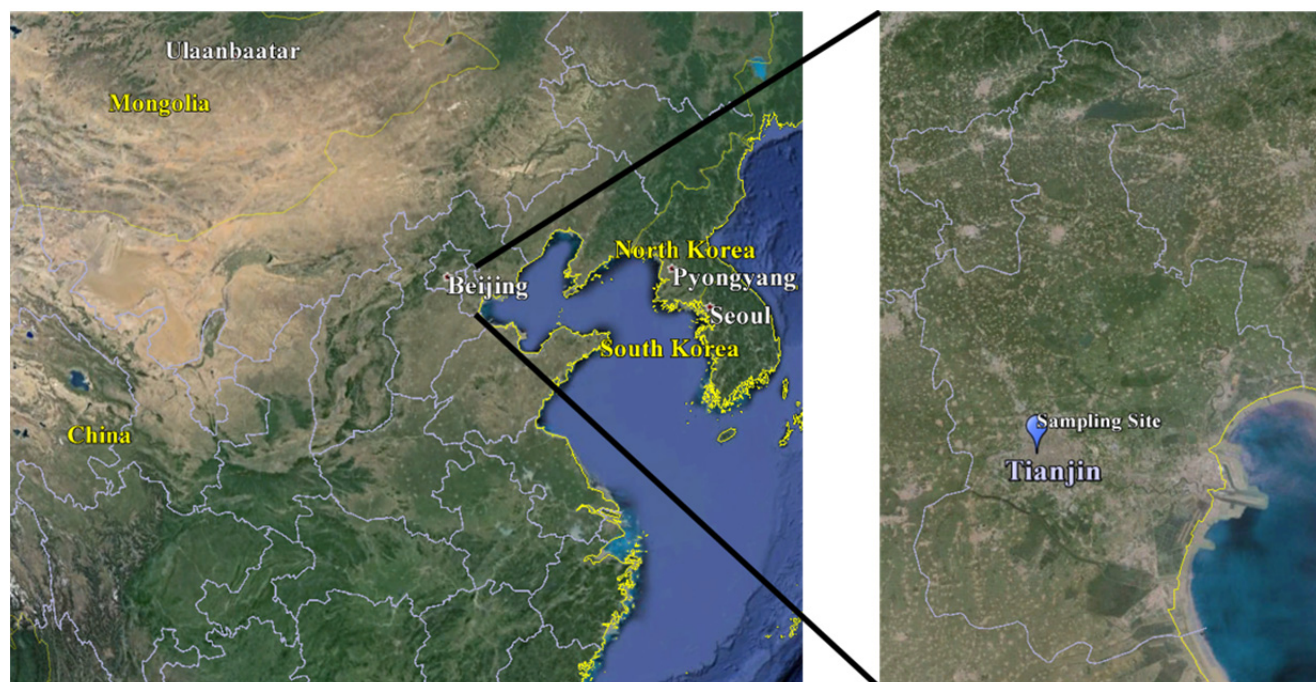 Ulaanbaatar
Mongolia
North Korea
Pyongyang
Beijing
Seoul
South Korea
China
Sampling Site
Tianjin